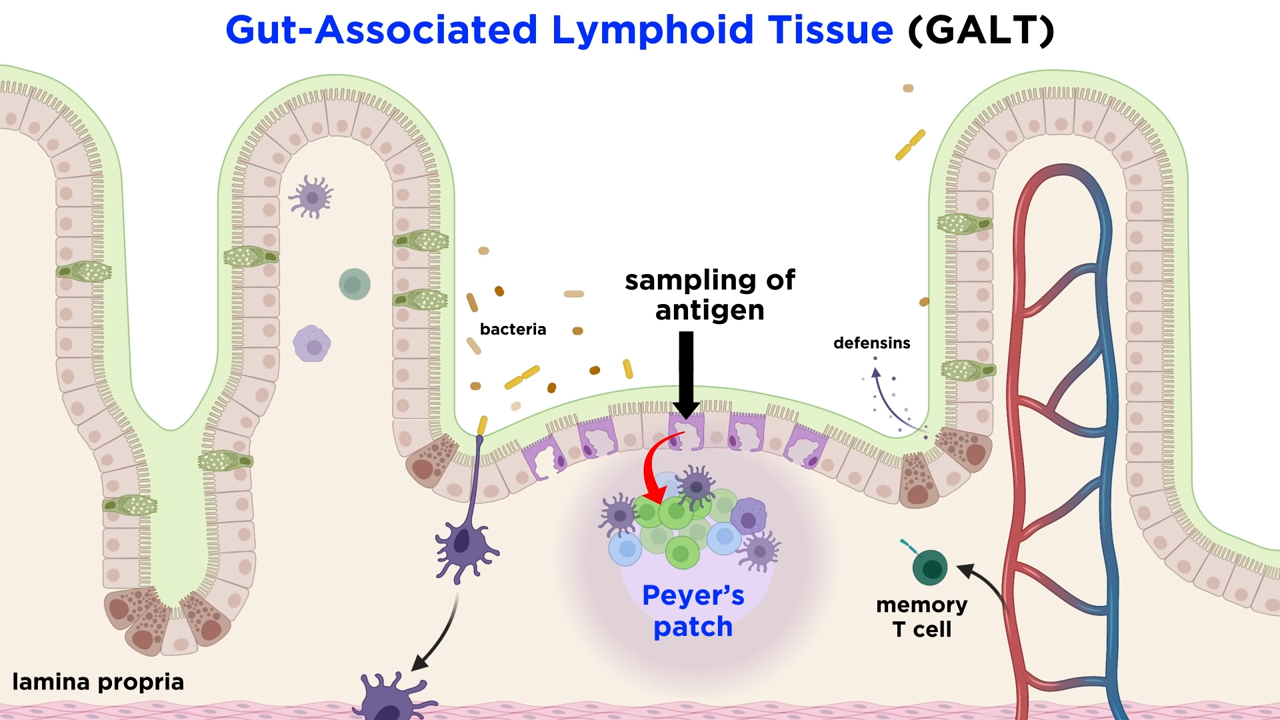 Gut-Associated Lymphoid Tissue (GALT)
sampling of
antigen
bacteria
defensins
Peyer's
patch
memory
T cell
lamina propria